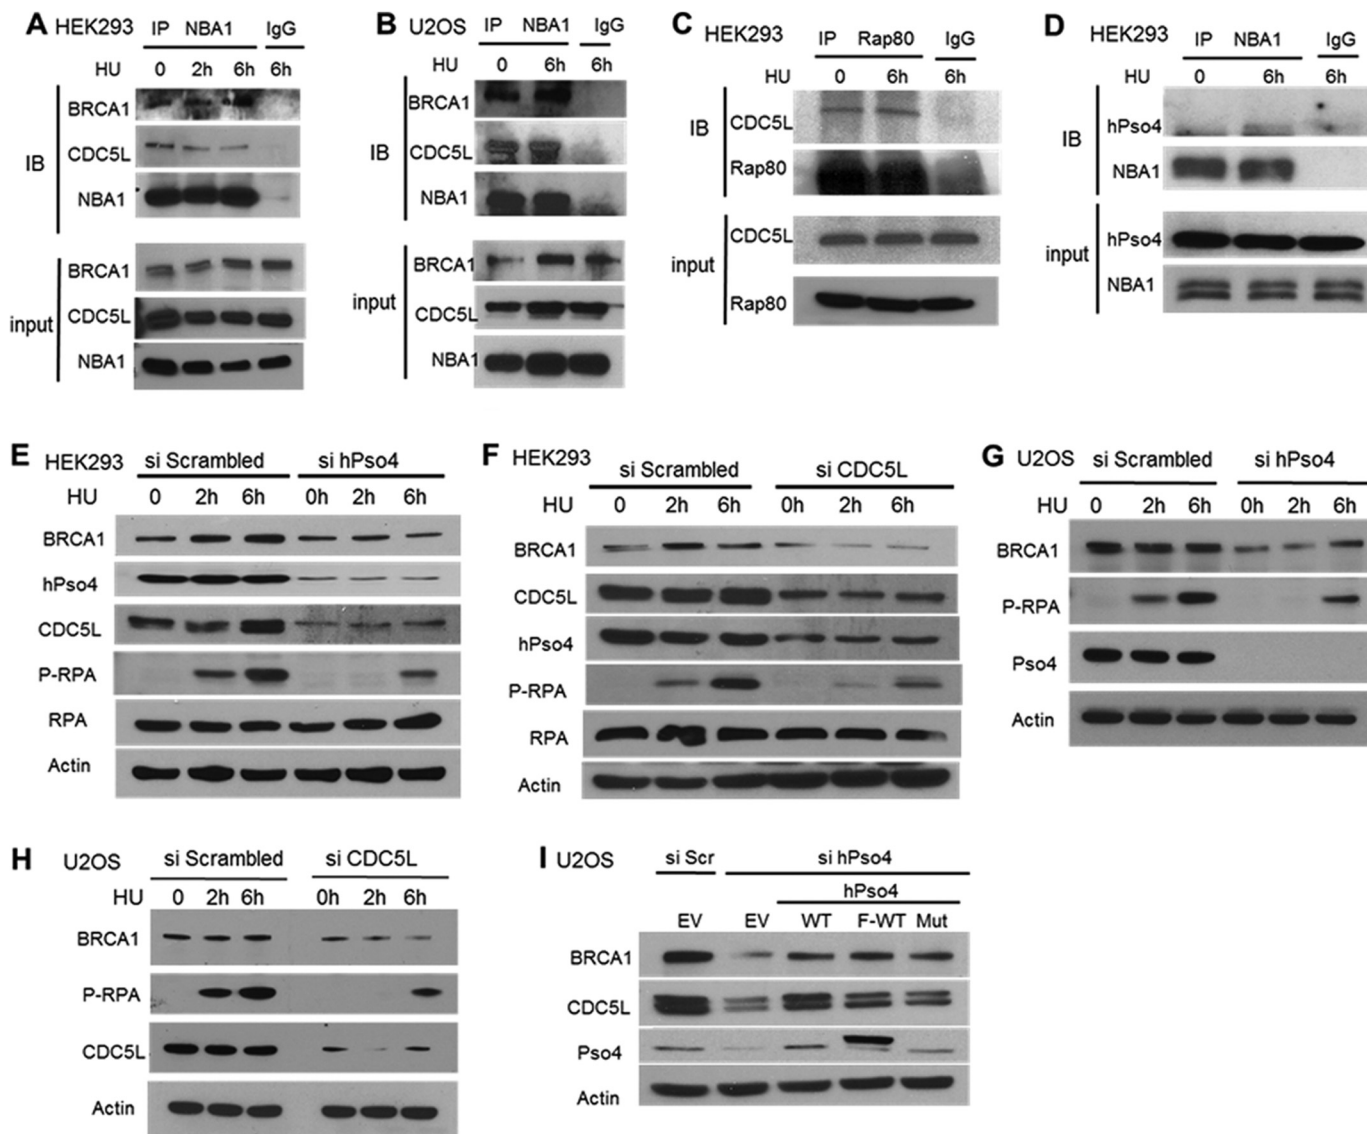 A HEK293 IP NBA1 IgG
HU 0 2h 6h 6h
IB
BRCA1
CDC5L
NBA1
input
BRCA1
CDC5L
NBA1
B U2OS IP NBA1 IgG
HU 6h 6h
IB
BRCA1
CDC5L
NBA1
input
BRCA1
CDC5L
NBA1
C HEK293 IP Rap80 IgG
HU 0 6h 6h
IB
CDC5L
Rap80
input
CDC5L
Rap80
D HEK293 IP NBA1 IgG
HU 0 6h 6h
IB
hPso4
NBA1
input
hPso4
NBA1
E HEK293 si Scrambled si hPso4
HU 0 2h 6h 0h 2h 6h
BRCA1
hPso4
CDC5L
P-RPA
RPA
Actin
F HEK293 si Scrambled si CDC5L
HU 0 2h 6h 0h 2h 6h
BRCA1
CDC5L
hPso4
P-RPA
RPA
Actin
G U2OS si Scrambled si hPso4
HU 0 2h 6h 0h 2h 6h
BRCA1
P-RPA
Pso4
Actin
H U2OS si Scrambled si CDC5L
HU 0 2h 6h 0h 2h 6h
BRCA1
P-RPA
CDC5L
Actin
I U2OS si Scr si hPso4
hPso4
EV EV WT F-WT Mut
BRCA1
CDC5L
Pso4
Actin